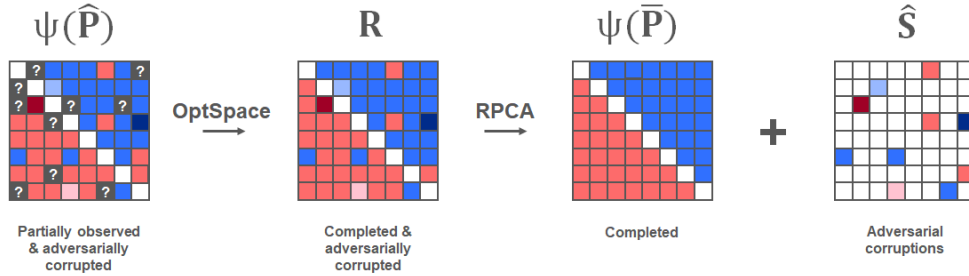 ψ(P̂) R ψ(P̄) Ŝ
? ?
?
? ? ?
?
OptSpace RPCA +
?
? ?
Partially observed
& adversarially
corrupted
Completed &
adversarially
corrupted
Completed
Adversarial
corruptions